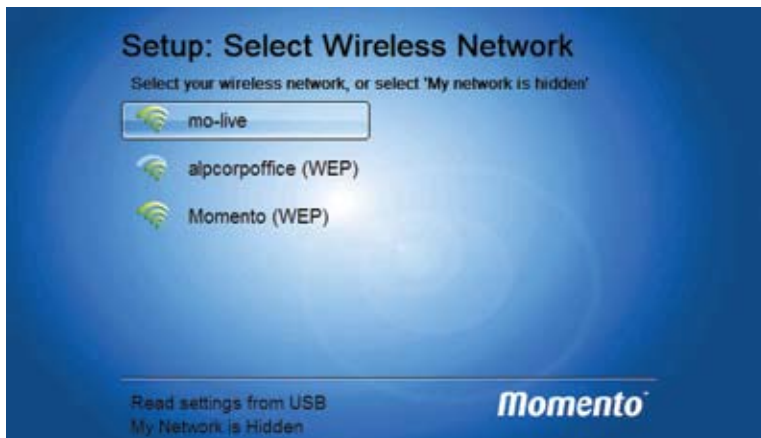 Setup: Select Wireless Network
Select your wireless network, or select 'My network is hidden'
mo-live
alpcorpoffice (WEP)
Momento (WEP)
Read settings from USB
My Network is Hidden
Momento